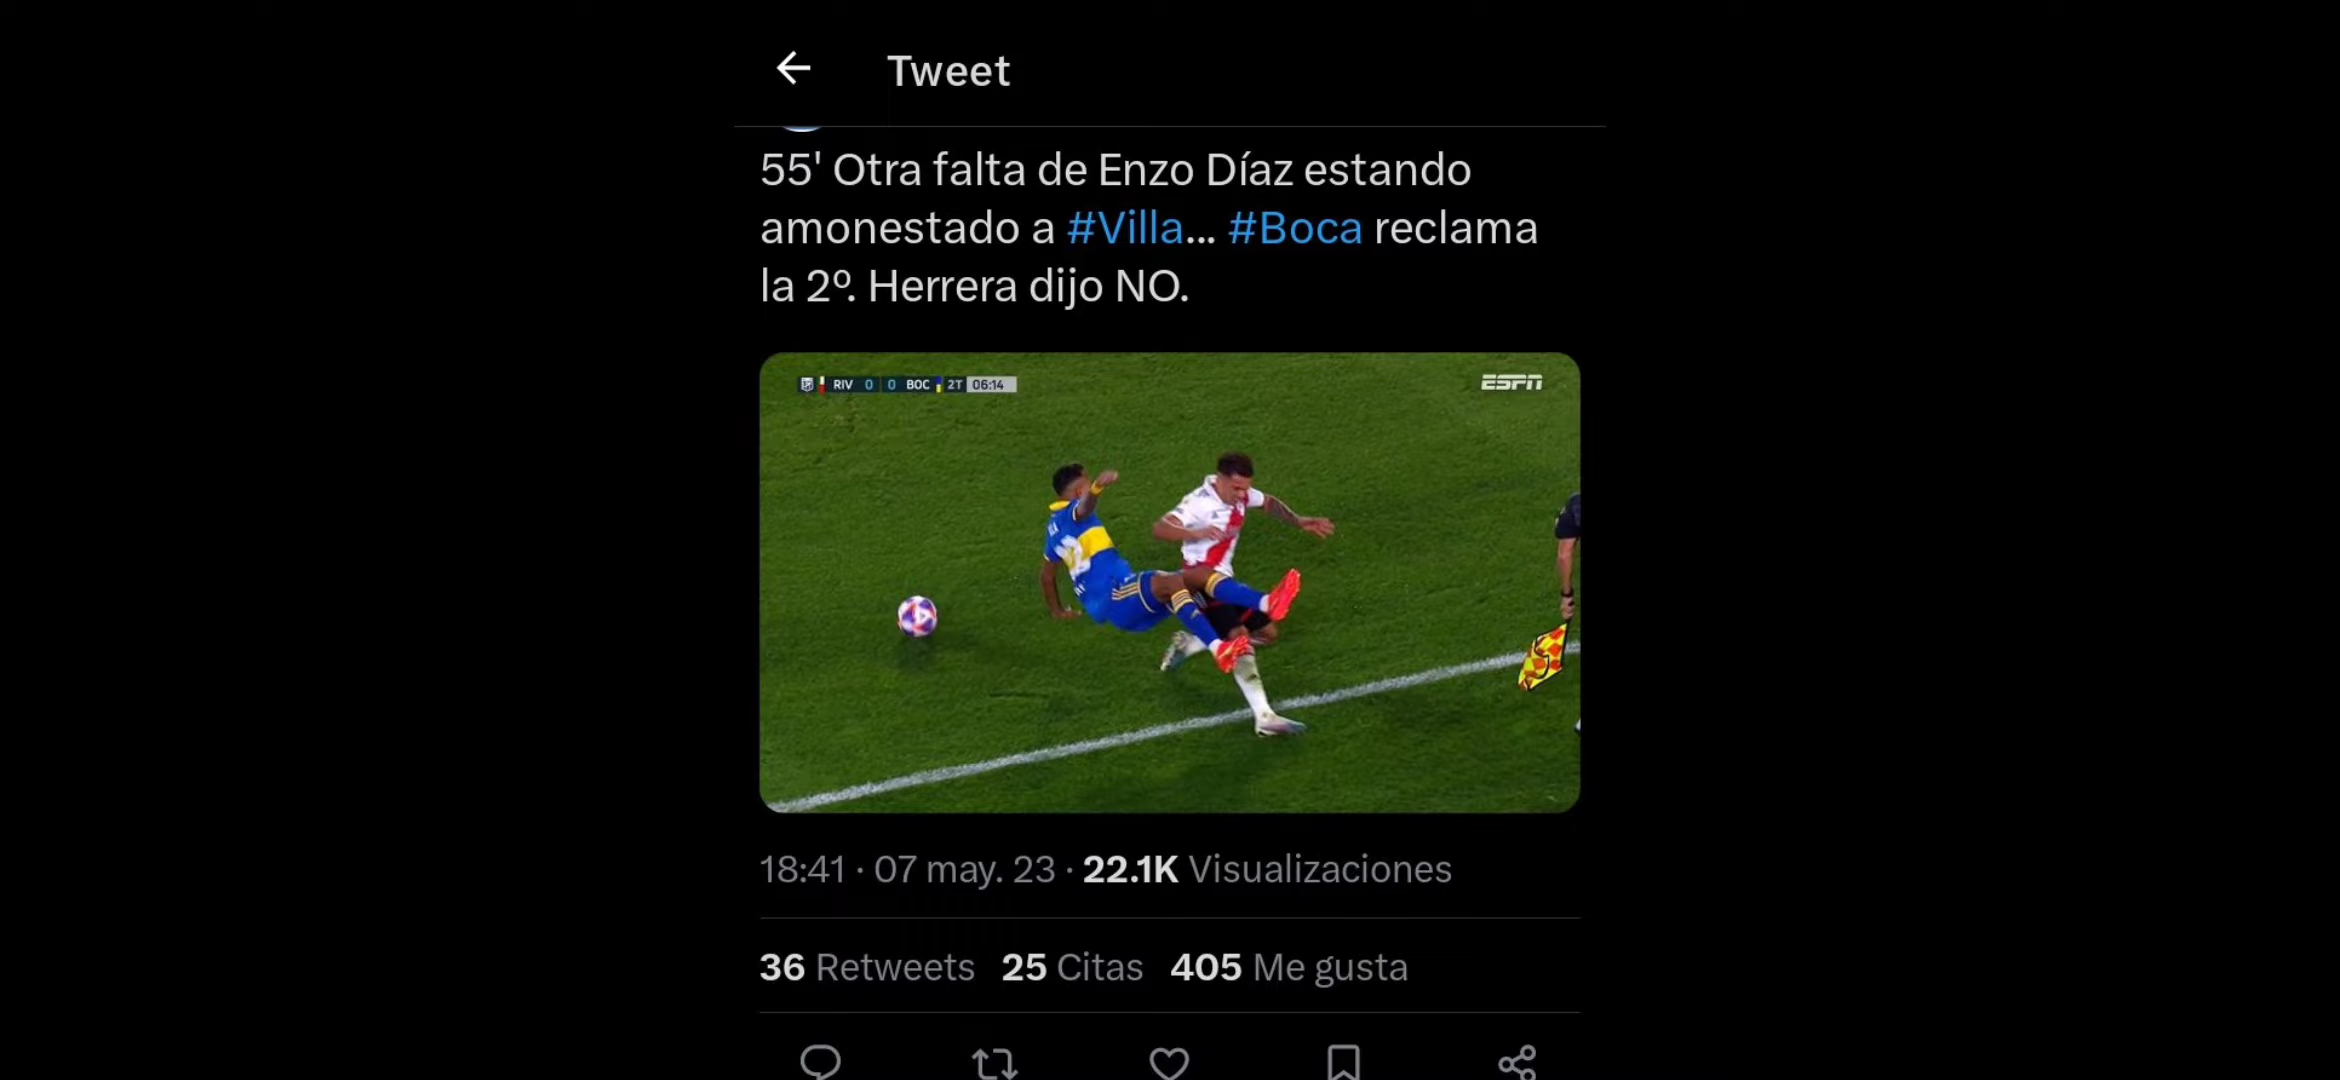 Tweet
55' Otra falta de Enzo Díaz estando
amonestado a #Villa... #Boca reclama
la 2º. Herrera dijo NO.
RIV 0 0 BOC 2T 06:14
ESPN
18:41 · 07 may. 23 · 22.1K Visualizaciones
36 Retweets 25 Citas 405 Me gusta